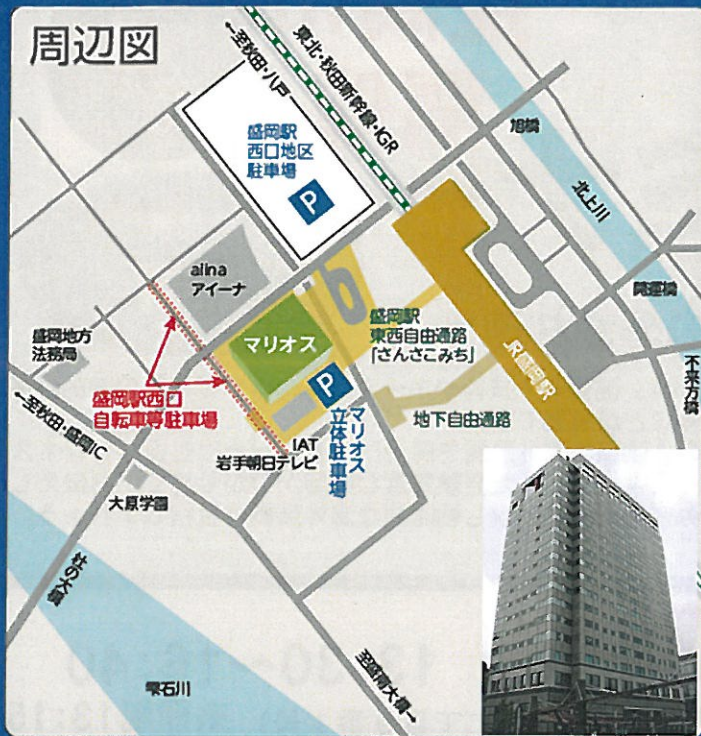 周辺図
←至秋田・八戸
東北・秋田新幹線・IGR
旭橋
北上川
盛岡駅
西口地区
駐車場
P
開運橋
aiina
アイーナ
マリオス
盛岡駅
東西自由通路
「さんさこみち」
JR盛岡駅
不来方橋
盛岡地方
法務局
盛岡駅西口
自転車等駐車場
P
マリオス
立体駐車場
地下自由通路
←至秋田・盛岡IC
IAT
岩手朝日テレビ
大原学園
杜の大橋
雫石川
至盛南大橋→